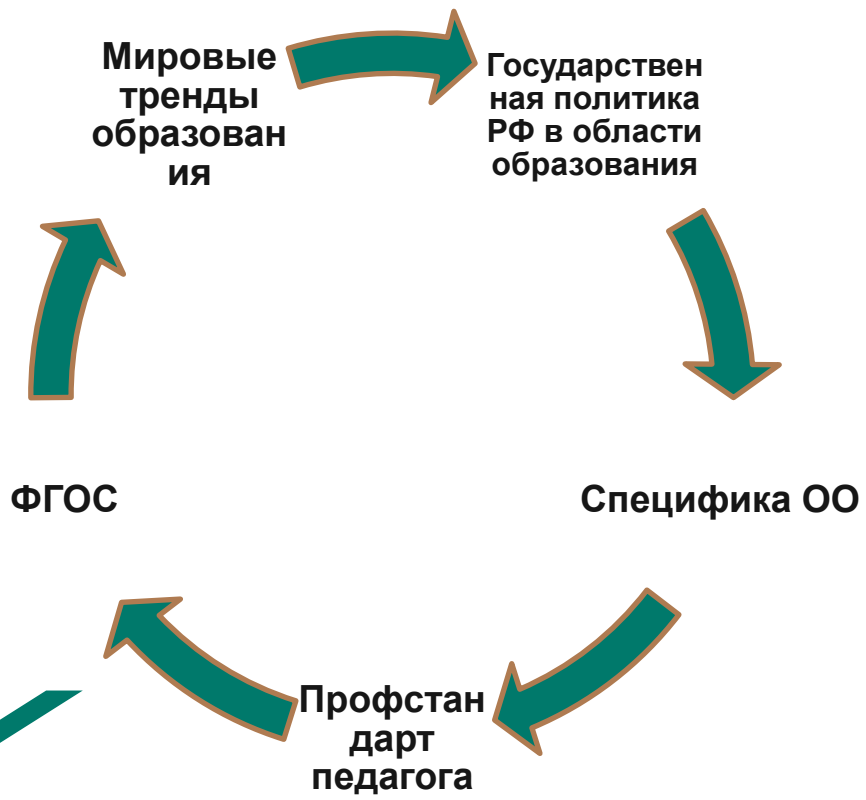 Мировые
тренды
образован
ия
Государствен
ная политика
РФ в области
образования
Специфика ОО
Профстан
дарт
педагога
ФГОС